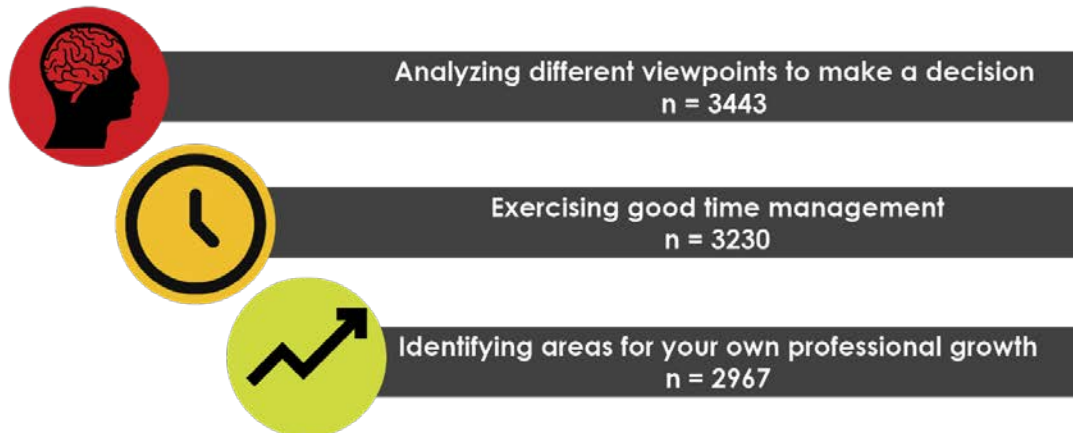 Analyzing different viewpoints to make a decision
n = 3443
Exercising good time management
n = 3230
Identifying areas for your own professional growth
n = 2967